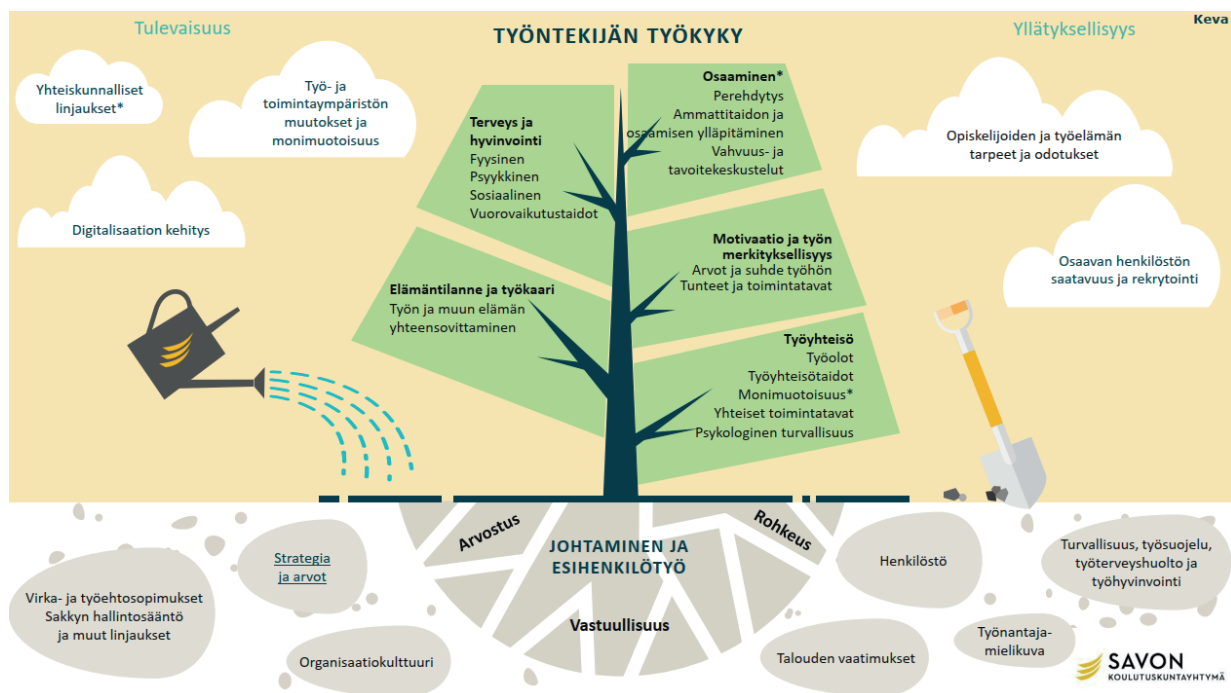 Tulevaisuus
TYÖNTEKIJÄN TYÖKYKY
Yllätyksellisyys
Keva
Yhteiskunnalliset
linjaukset*
Työ- ja
toimintaympäristön
muutokset ja
monimuotoisuus
Digitalisaation kehitys
Terveys ja
hyvinvointi
Fyysinen
Psyykkinen
Sosiaalinen
Vuorovaikutustaidot
Elämäntilanne ja työkaari
Työn ja muun elämän
yhteensovittaminen
Osaaminen*
Perehdytys
Ammattitaidon ja
osaamisen ylläpitäminen
Vahvuus- ja
tavoitekeskustelut
Motivaatio ja työn
merkityksellisyys
Arvot ja suhde työhön
Tunteet ja toimintatavat
Työyhteisö
Työolot
Työyhteisötaidot
Monimuotoisuus*
Yhteiset toimintatavat
Psykologinen turvallisuus
Opiskelijoiden ja työelämän
tarpeet ja odotukset
Osaavan henkilöstön
saatavuus ja rekrytointi
Arvostus
Rohkeus
JOHTAMINEN JA
ESIHENKILÖTYÖ
Vastuullisuus
Strategia
ja arvot
Virka- ja työehtosopimukset
Sakkyn hallintosääntö
ja muut linjaukset
Organisaatiokulttuuri
Henkilöstö
Turvallisuus, työsuojelu,
työterveyshuolto ja
työhyvinvointi
Talouden vaatimukset
Työnantaja-
mielikuva
SAVON
KOULUTUSKUNTAYHTYMÄ